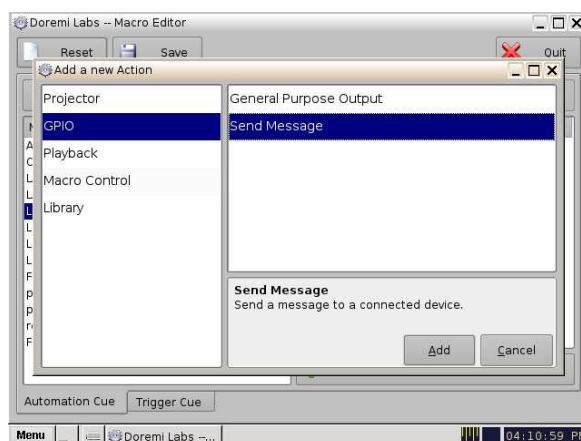 Doremi Labs -- Macro Editor
Reset
Save
Quit
Add a new Action
Projector
GPIO
Playback
Macro Control
Library
General Purpose Output
Send Message
Send Message
Send a message to a connected device.
Add
Cancel
Automation Cue
Trigger Cue
Menu
Doremi Labs --...
04:10:59 PM